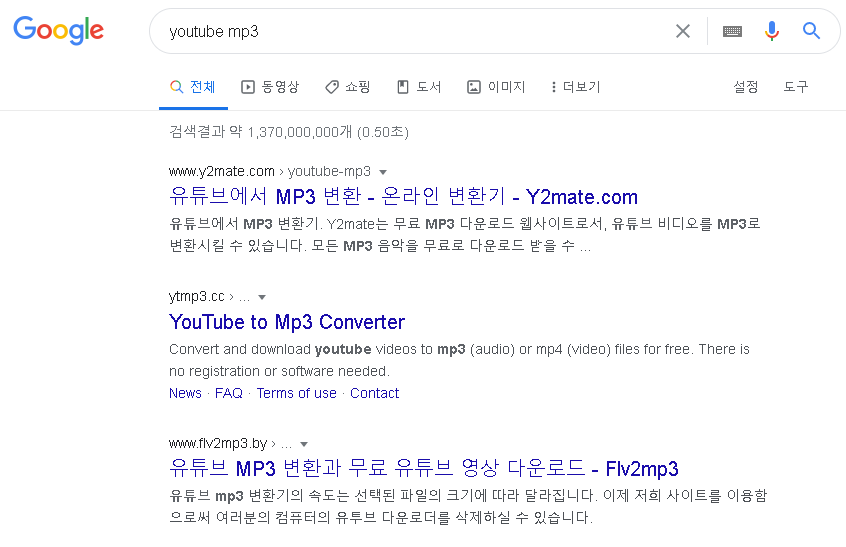 Google
youtube mp3
전체 동영상 쇼핑 도서 이미지 더보기 설정 도구
검색결과 약 1,370,000,000개 (0.50초)
www.y2mate.com › youtube-mp3
유튜브에서 MP3 변환 - 온라인 변환기 - Y2mate.com
유튜브에서 MP3 변환기. Y2mate는 무료 MP3 다운로드 웹사이트로서, 유튜브 비디오를 MP3로
변환시킬 수 있습니다. 모든 MP3 음악을 무료로 다운로드 받을 수 ...
ytmp3.cc › ...
YouTube to Mp3 Converter
Convert and download youtube videos to mp3 (audio) or mp4 (video) files for free. There is
no registration or software needed.
News · FAQ · Terms of use · Contact
www.flv2mp3.by › ...
유튜브 MP3 변환과 무료 유튜브 영상 다운로드 - Flv2mp3
유튜브 mp3 변환기의 속도는 선택된 파일의 크기에 따라 달라집니다. 이제 저희 사이트를 이용함
으로써 여러분의 컴퓨터의 유투브 다운로더를 삭제하실 수 있습니다.